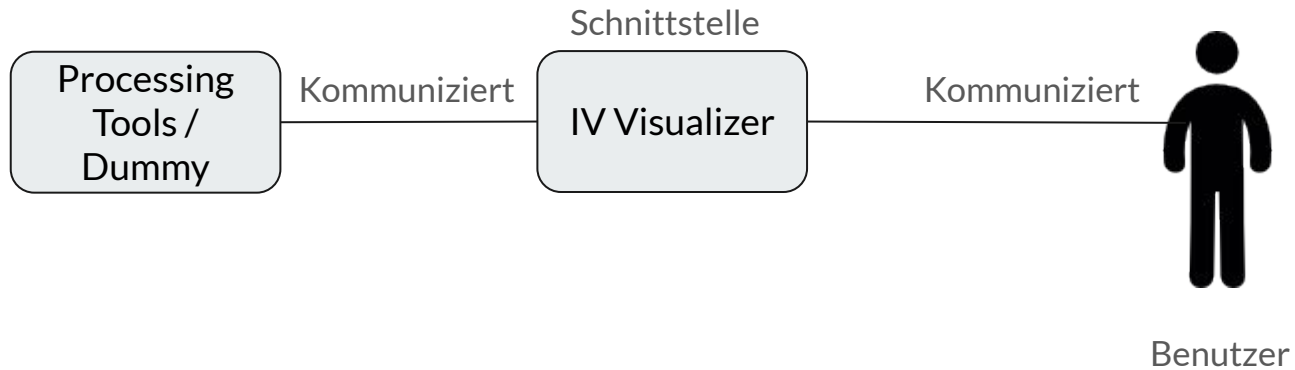 Schnittstelle
Processing
Tools /
Dummy
Kommuniziert
IV Visualizer
Kommuniziert
Benutzer